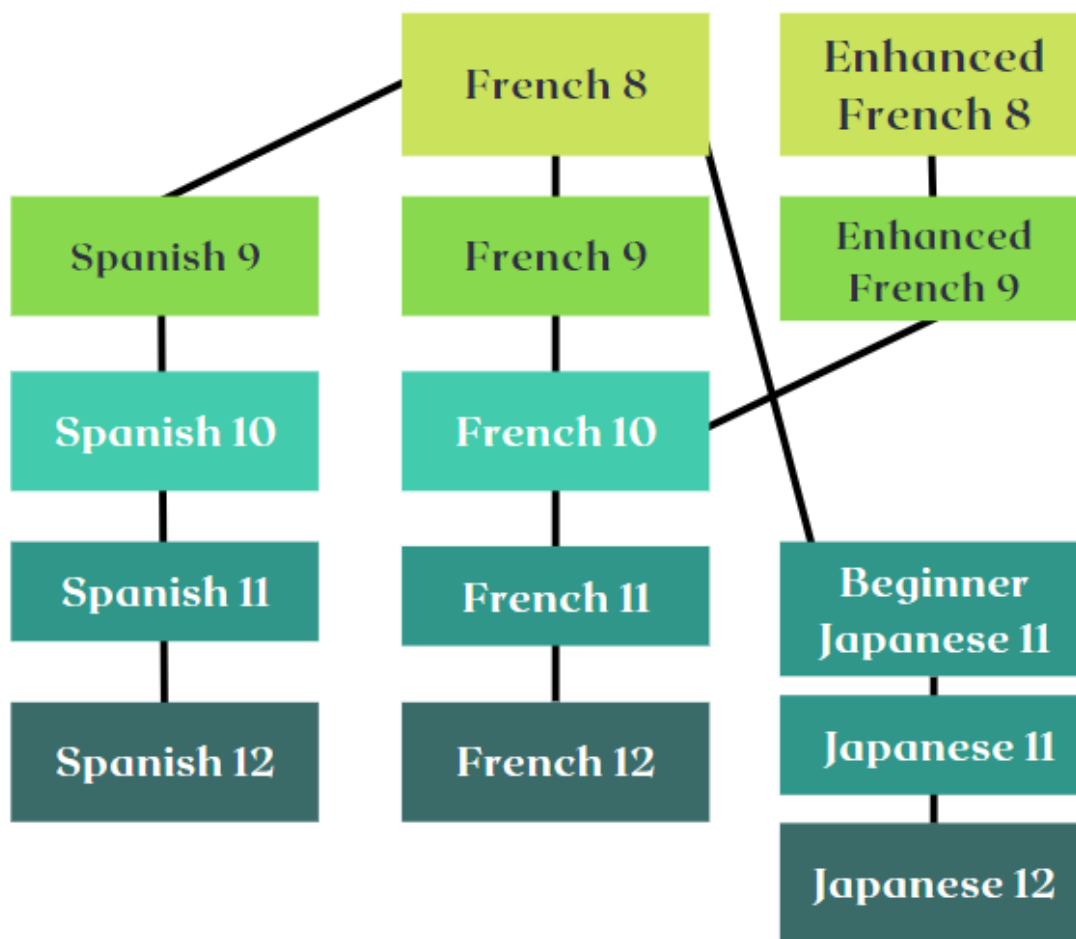 French 8
Enhanced
French 8
Spanish 9
French 9
Enhanced
French 9
Spanish 10
French 10
Spanish 11
French 11
Beginner
Japanese 11
Spanish 12
French 12
Japanese 11
Japanese 12